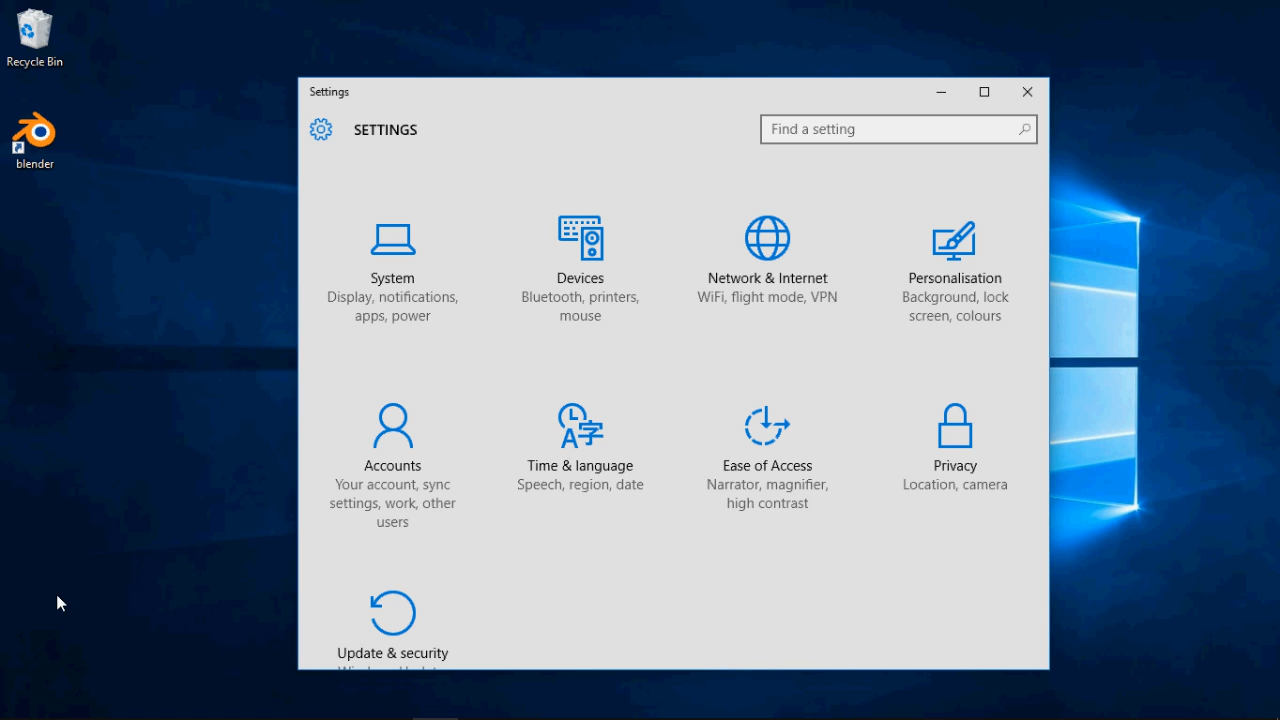 Recycle Bin
blender
Settings
SETTINGS
Find a setting
System
Display, notifications,
apps, power
Devices
Bluetooth, printers,
mouse
Network & Internet
WiFi, flight mode, VPN
Personalisation
Background, lock
screen, colours
Accounts
Your account, sync
settings, work, other
users
Time & language
Speech, region, date
Ease of Access
Narrator, magnifier,
high contrast
Privacy
Location, camera
Update & security